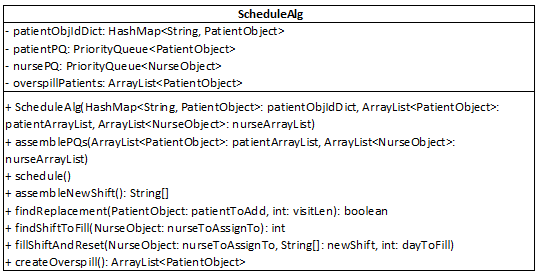 ScheduleAlg
- patientObjIdDict: HashMap<String, PatientObject>
- patientPQ: PriorityQueue<PatientObject>
- nursePQ: PriorityQueue<NurseObject>
- overspillPatients: ArrayList<PatientObject>
+ ScheduleAlg(HashMap<String, PatientObject>: patientObjIdDict, ArrayList<PatientObject>:
patientArrayList, ArrayList<NurseObject>: nurseArrayList)
+ assemblePQs(ArrayList<PatientObject>: patientArrayList, ArrayList<NurseObject>:
nurseArrayList)
+ schedule()
+ assembleNewShift(): String[]
+ findReplacement(PatientObject: patientToAdd, int: visitLen): boolean
+ findShiftToFill(NurseObject: nurseToAssignTo): int
+ fillShiftAndReset(NurseObject: nurseToAssignTo, String[]: newShift, int: dayToFill)
+ createOverspill(): ArrayList<PatientObject>